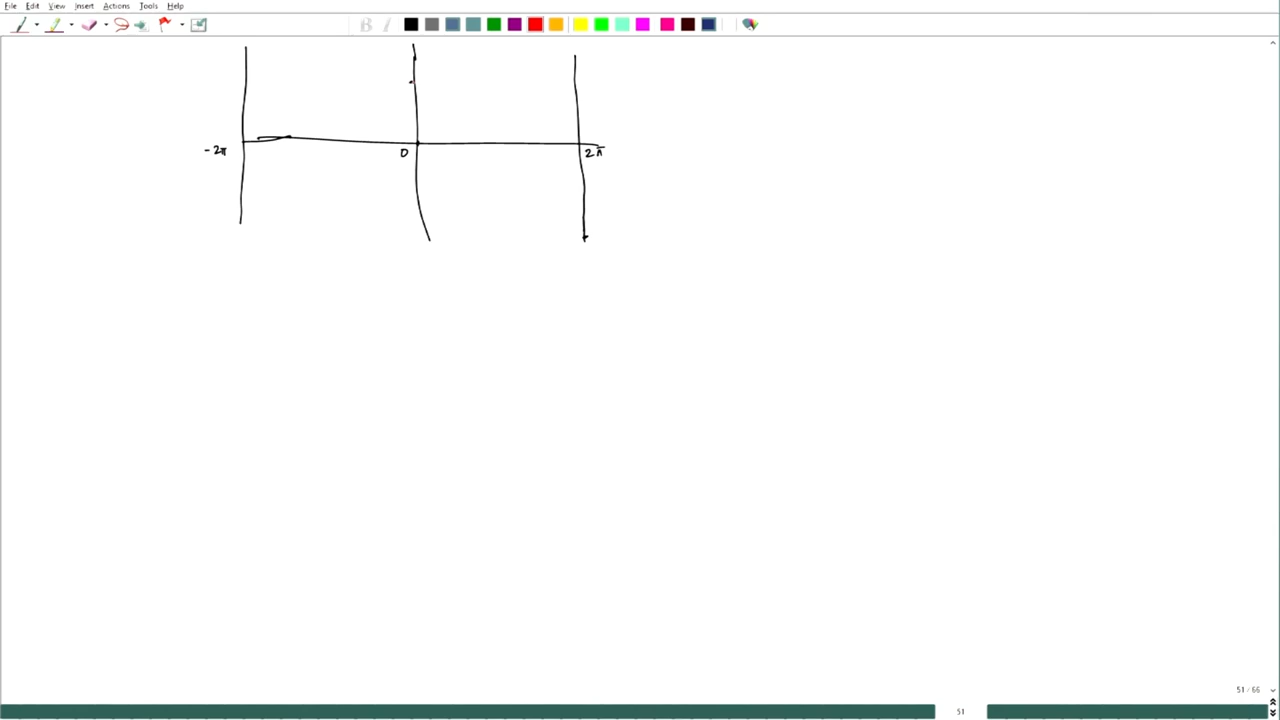 File Edit View Insert Actions Tools Help
B I
-2π 0 2π
51 / 66
51